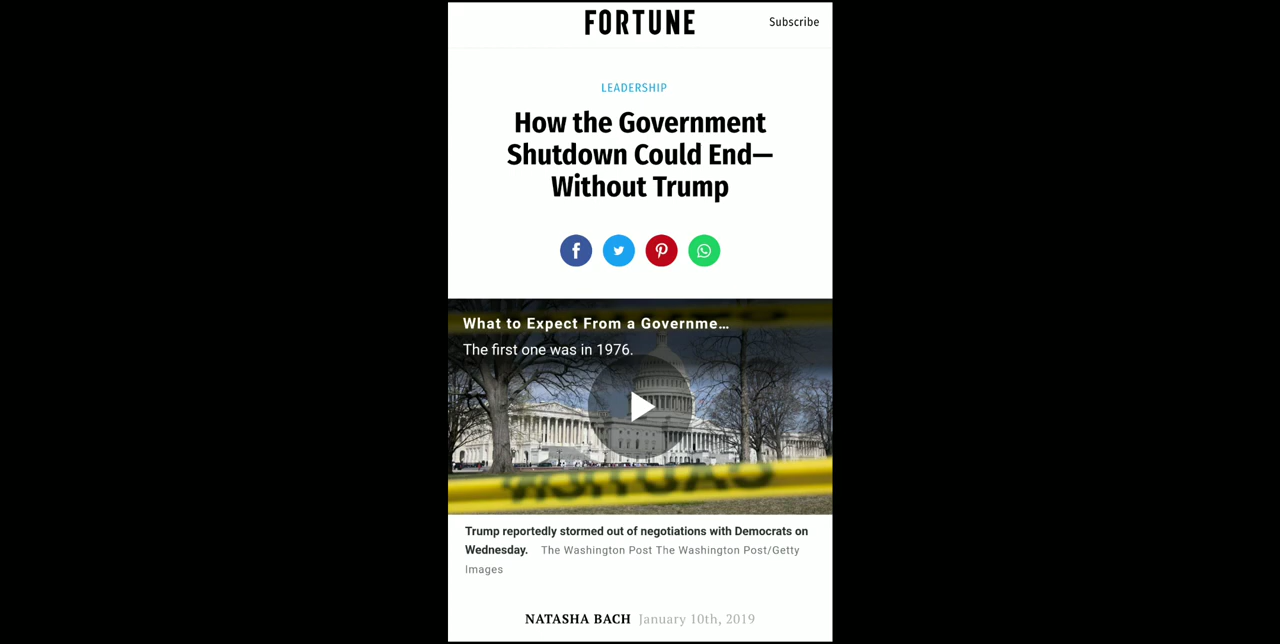 FORTUNE
Subscribe
LEADERSHIP
How the Government
Shutdown Could End—
Without Trump
What to Expect From a Governme…
The first one was in 1976.
Trump reportedly stormed out of negotiations with Democrats on
Wednesday. The Washington Post The Washington Post/Getty
Images
NATASHA BACH January 10th, 2019